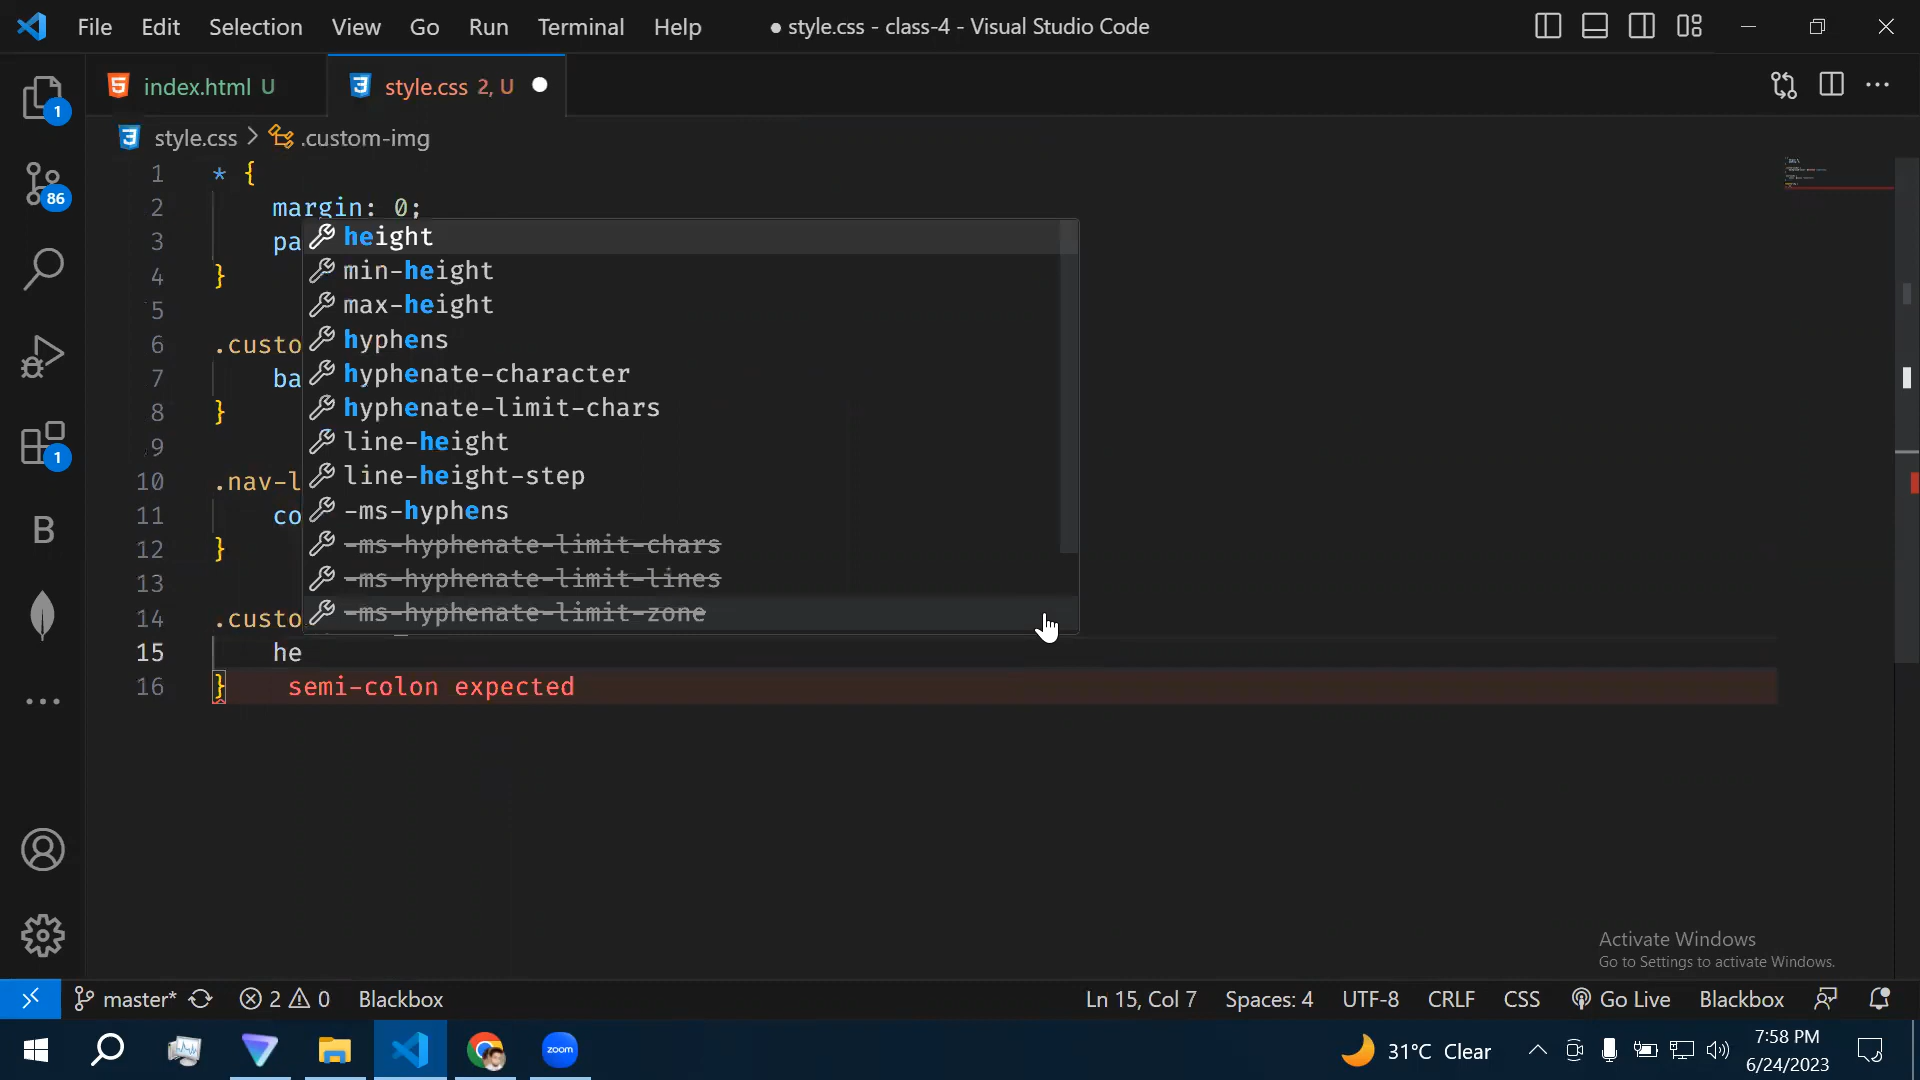 File Edit Selection View Go Run Terminal Help
● style.css - class-4 - Visual Studio Code
index.html U
style.css 2, U
style.css > .custom-img
1 * {
2 margin: 0;
3 pa
4 }
5
6 .custo
7 ba
8 }
9
10 .nav-l
11 co
12 }
13
14 .custo
15 he
16 } semi-colon expected
height
min-height
max-height
hyphens
hyphenate-character
hyphenate-limit-chars
line-height
line-height-step
-ms-hyphens
-ms-hyphenate-limit-chars
-ms-hyphenate-limit-lines
-ms-hyphenate-limit-zone
1
86
1
B
Activate Windows
Go to Settings to activate Windows.
master* 2 0 Blackbox
Ln 15, Col 7 Spaces: 4 UTF-8 CRLF CSS Go Live Blackbox
zoom
31°C Clear
7:58 PM
6/24/2023